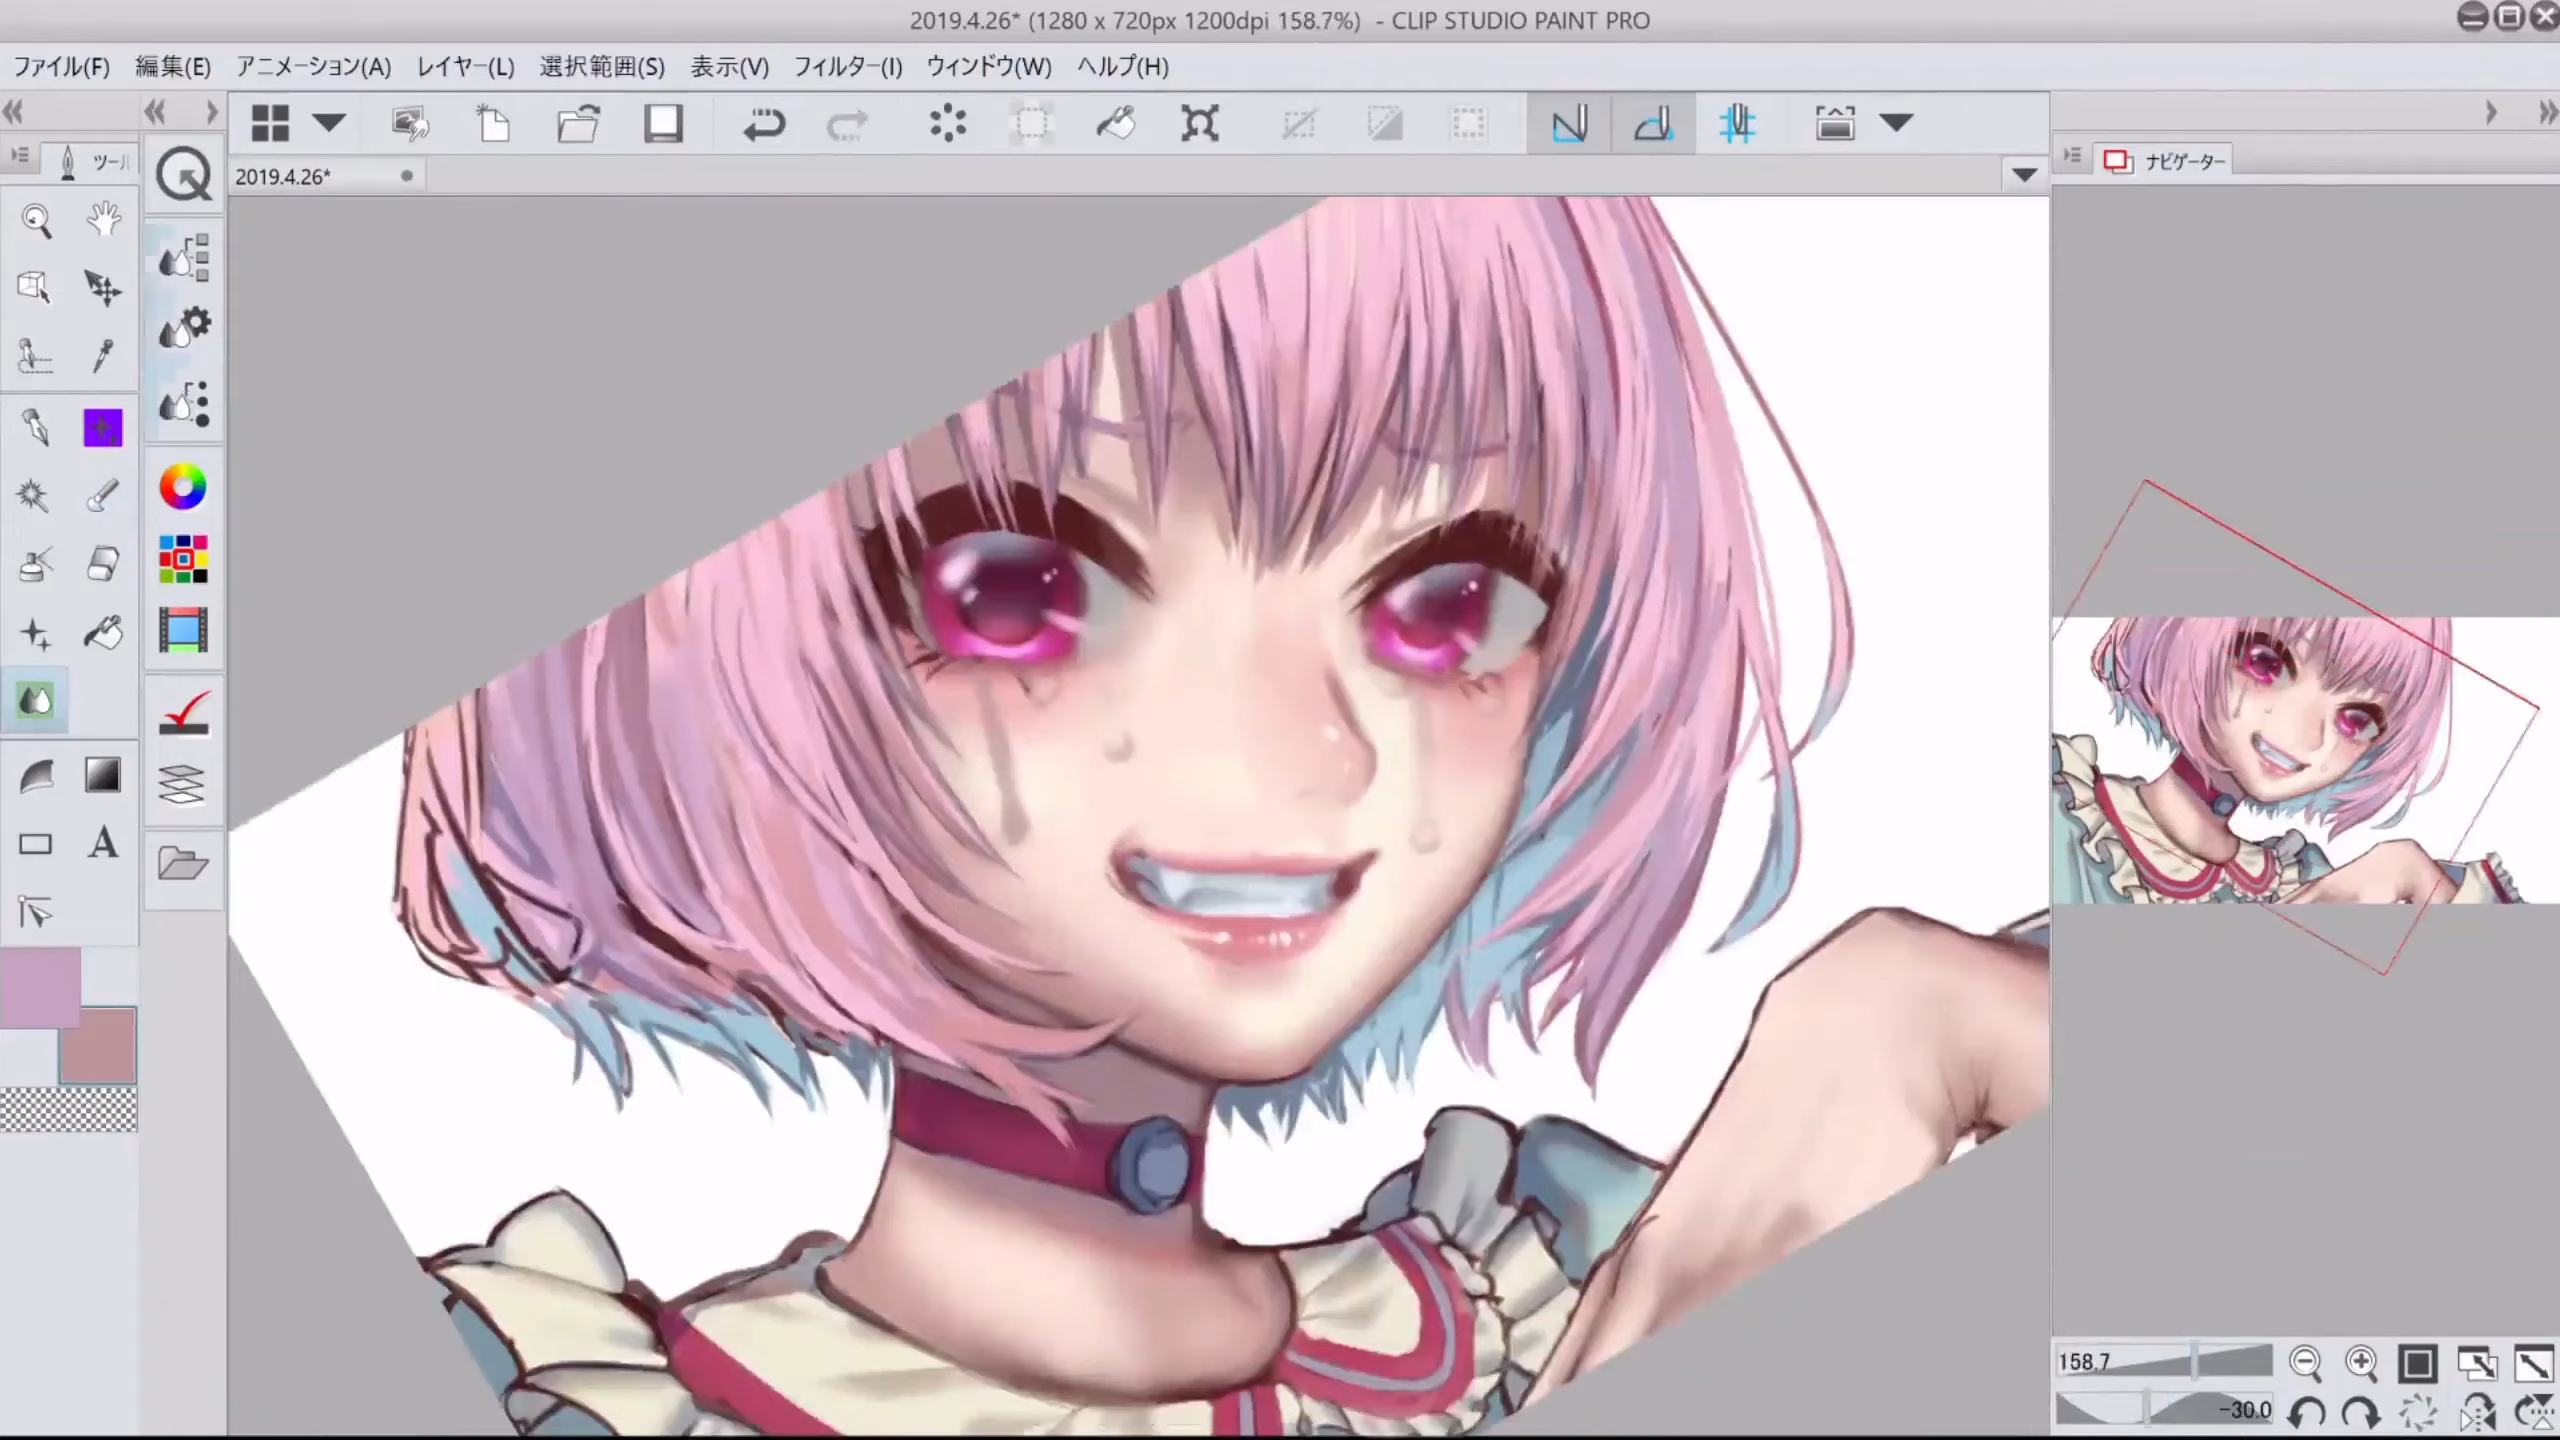 2019.4.26* (1280 x 720px 1200dpi 158.7%) - CLIP STUDIO PAINT PRO
ファイル(F) 編集(E) アニメーション(A) レイヤー(L) 選択範囲(S) 表示(V) フィルター(I) ウィンドウ(W) ヘルプ(H)
ツール
2019.4.26*
ナビゲーター
158.7
-30.0